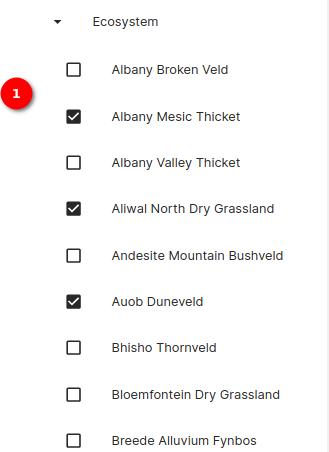 Ecosystem
Albany Broken Veld
1
Albany Mesic Thicket
Albany Valley Thicket
Aliwal North Dry Grassland
Andesite Mountain Bushveld
Auob Duneveld
Bhisho Thornveld
Bloemfontein Dry Grassland
Breede Alluvium Fynbos